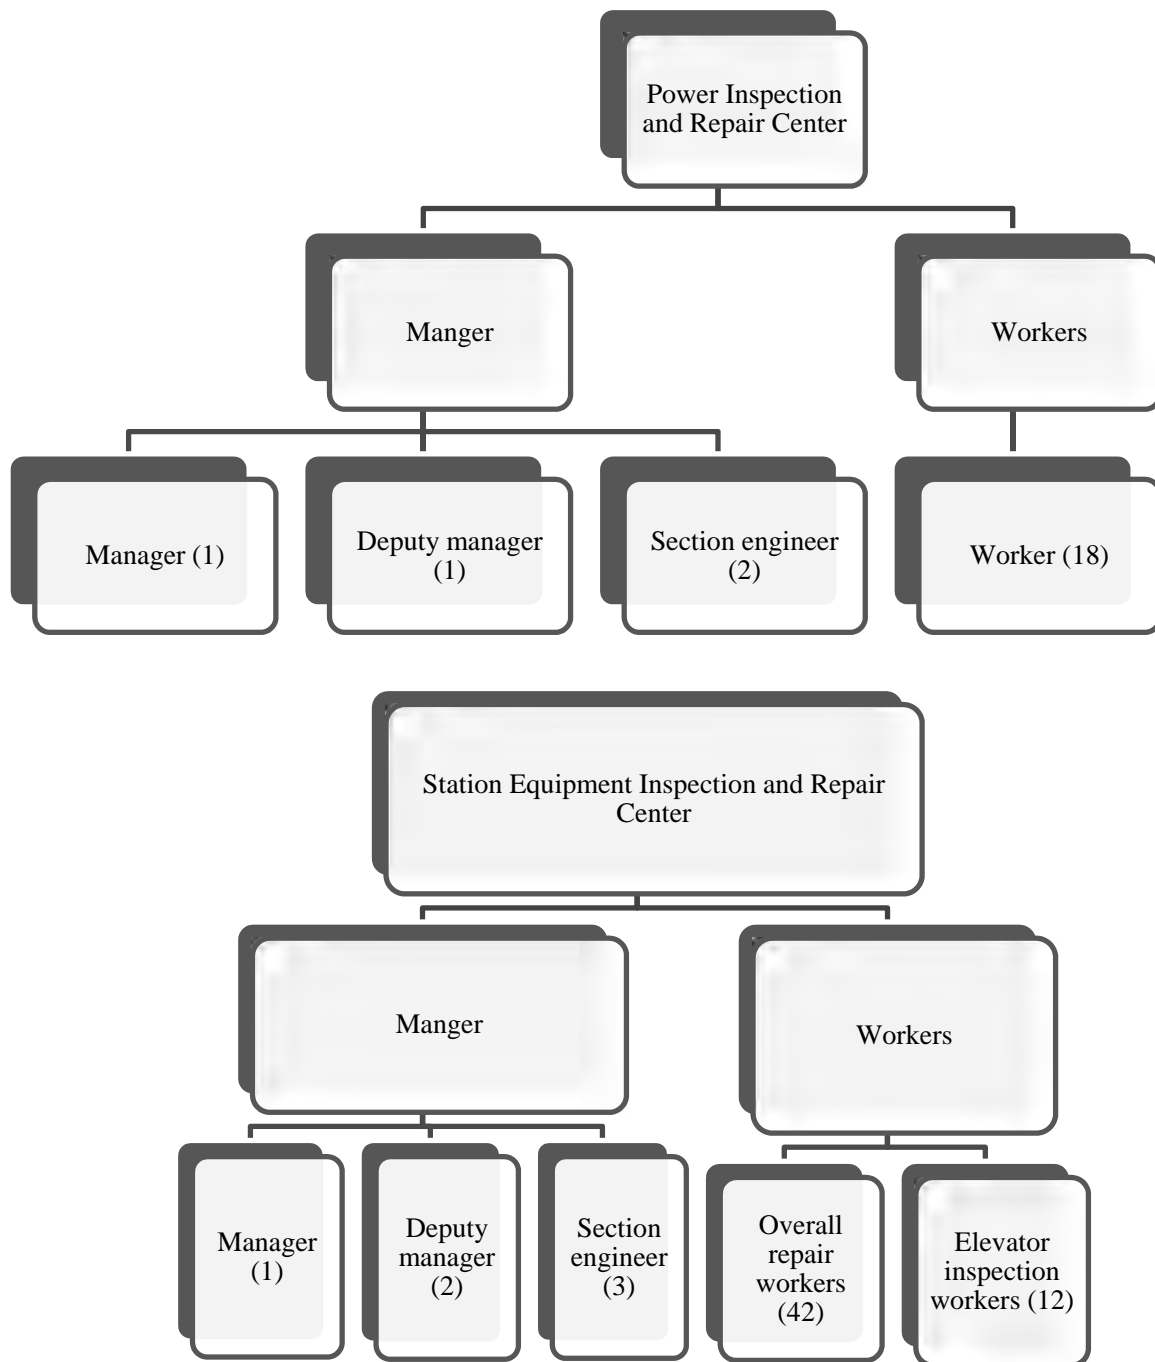 Power Inspection
and Repair Center
Manger
Workers
Manager (1)
Deputy manager
(1)
Section engineer
(2)
Worker (18)
Station Equipment Inspection and Repair
Center
Manger
Workers
Manager
(1)
Deputy
manager
(2)
Section
engineer
(3)
Overall
repair
workers
(42)
Elevator
inspection
workers (12)